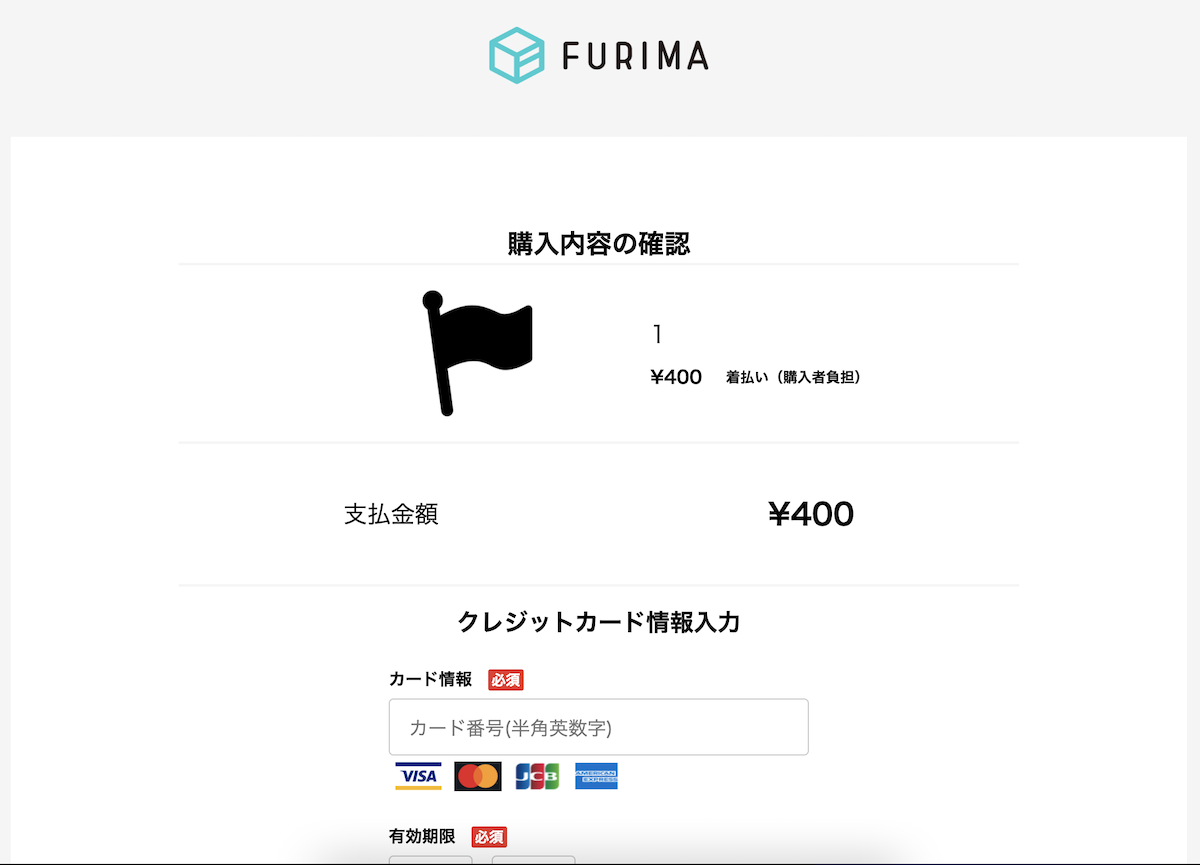 FURIMA
購入内容の確認
1
¥400 着払い（購入者負担）
支払金額 ¥400
クレジットカード情報入力
カード情報 必須
カード番号(半角英数字)
VISA JCB AMERICAN EXPRESS
有効期限 必須